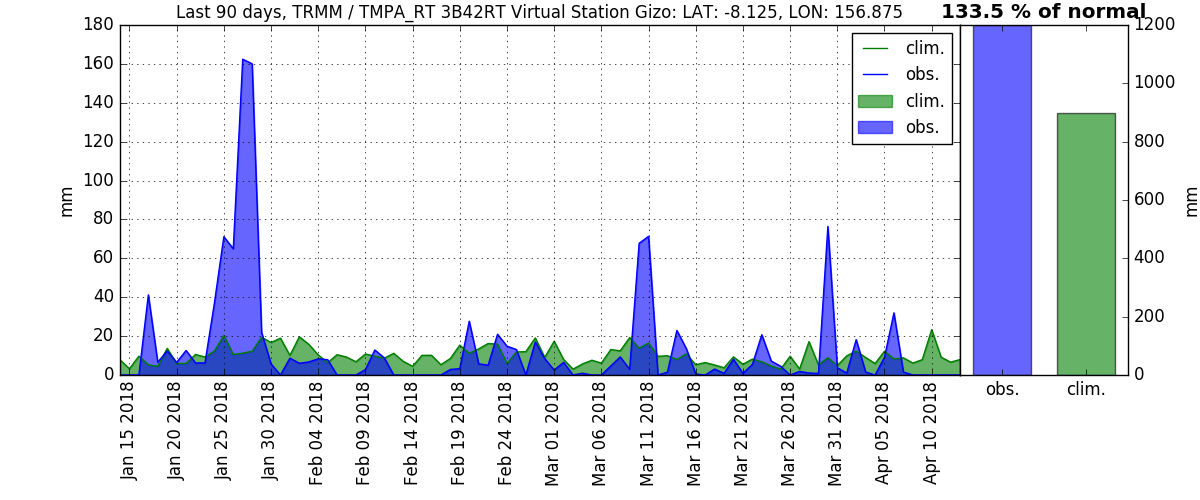 Last 90 days, TRMM / TMPA_RT 3B42RT Virtual Station Gizo: LAT: -8.125, LON: 156.875
133.5 % of normal
180
160
140
120
100
80
60
40
20
0
mm
clim.
obs.
clim.
obs.
Jan 15 2018
Jan 20 2018
Jan 25 2018
Jan 30 2018
Feb 04 2018
Feb 09 2018
Feb 14 2018
Feb 19 2018
Feb 24 2018
Mar 01 2018
Mar 06 2018
Mar 11 2018
Mar 16 2018
Mar 21 2018
Mar 26 2018
Mar 31 2018
Apr 05 2018
Apr 10 2018
1200
1000
800
600
400
200
0
mm
obs.
clim.